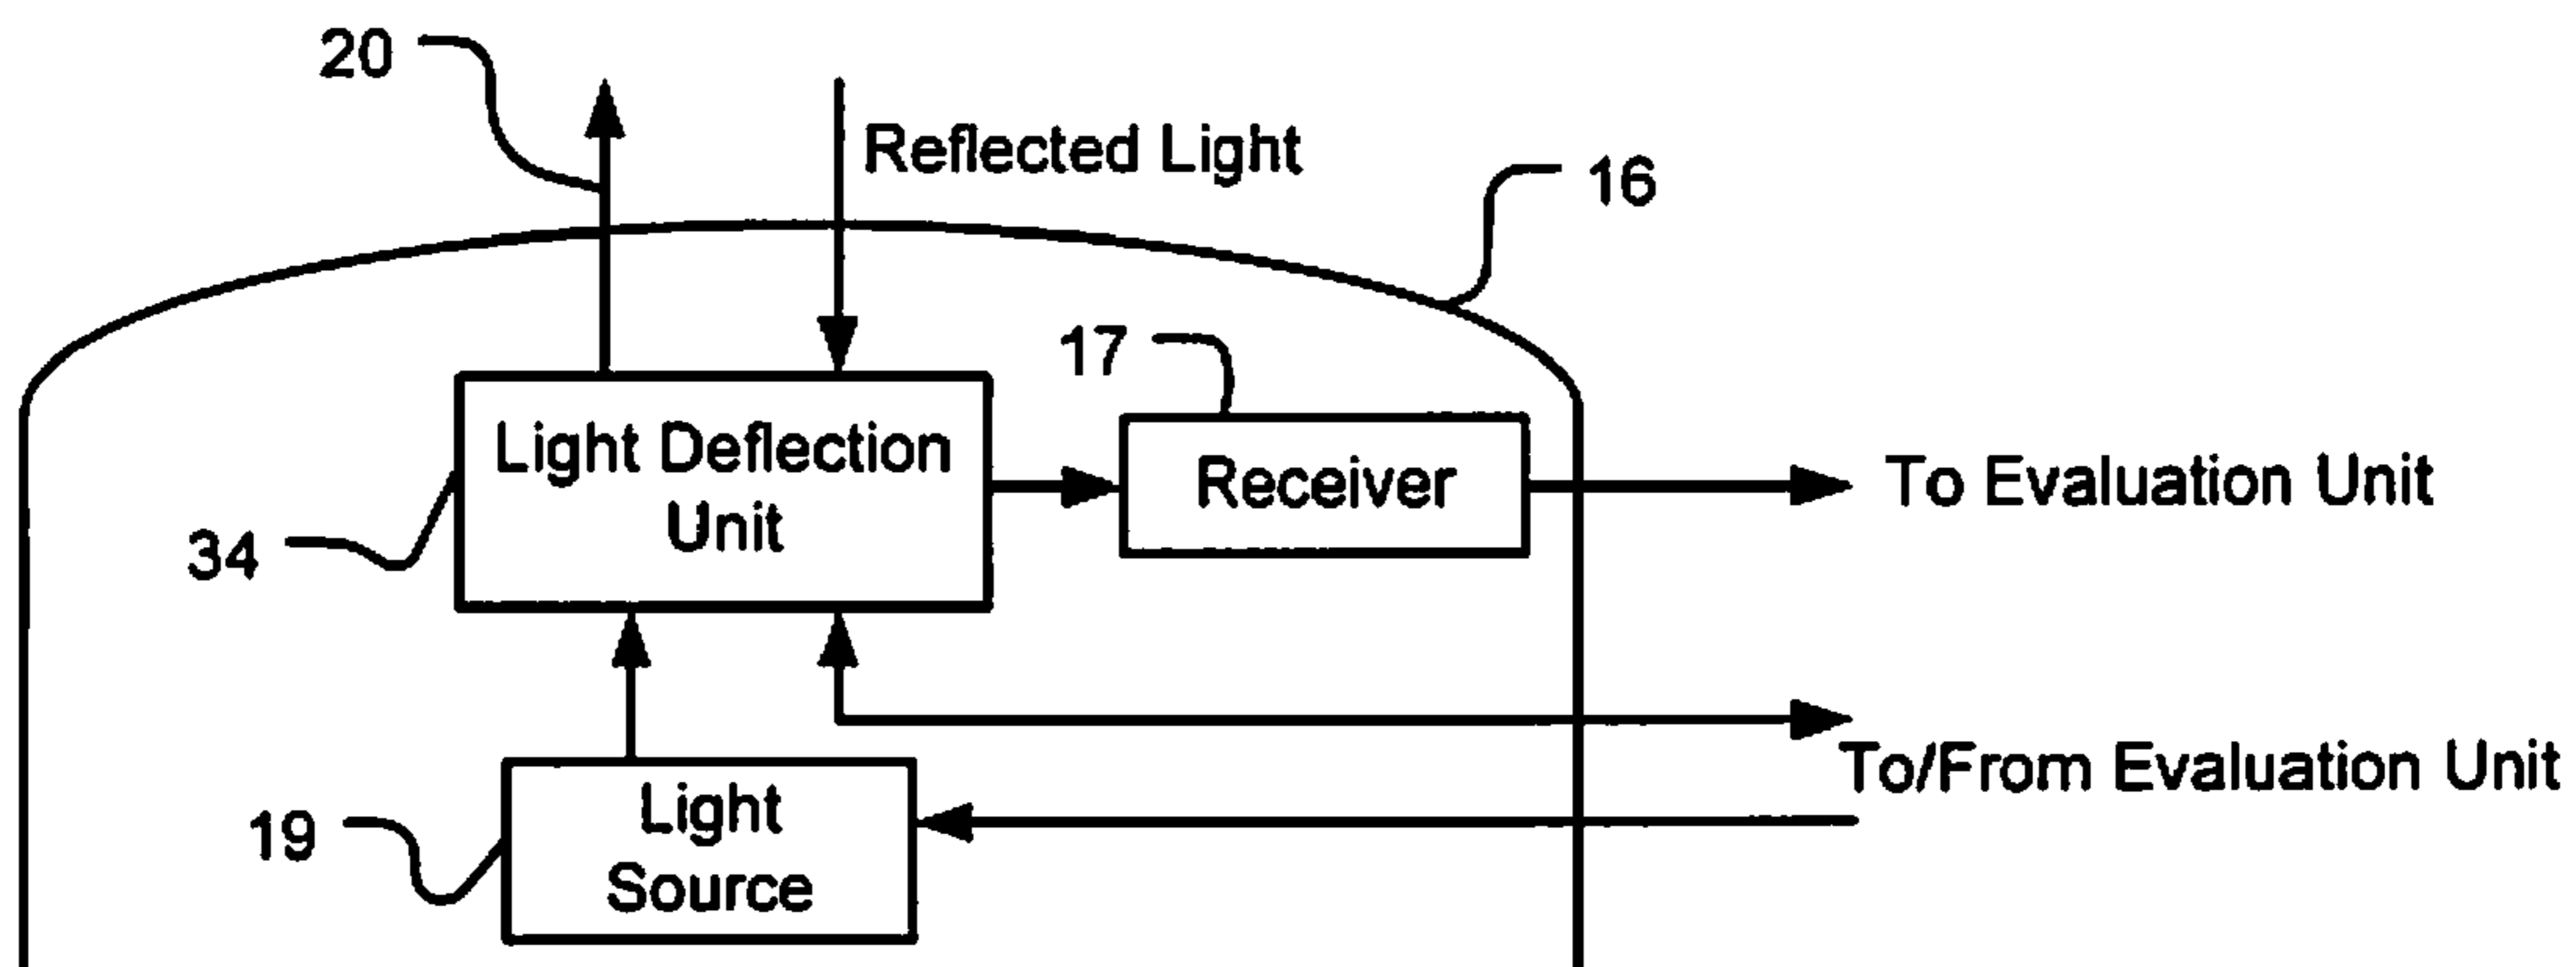 20
Reflected Light
16
17
Light Deflection
Unit
Receiver
To Evaluation Unit
34
To/From Evaluation Unit
19
Light
Source